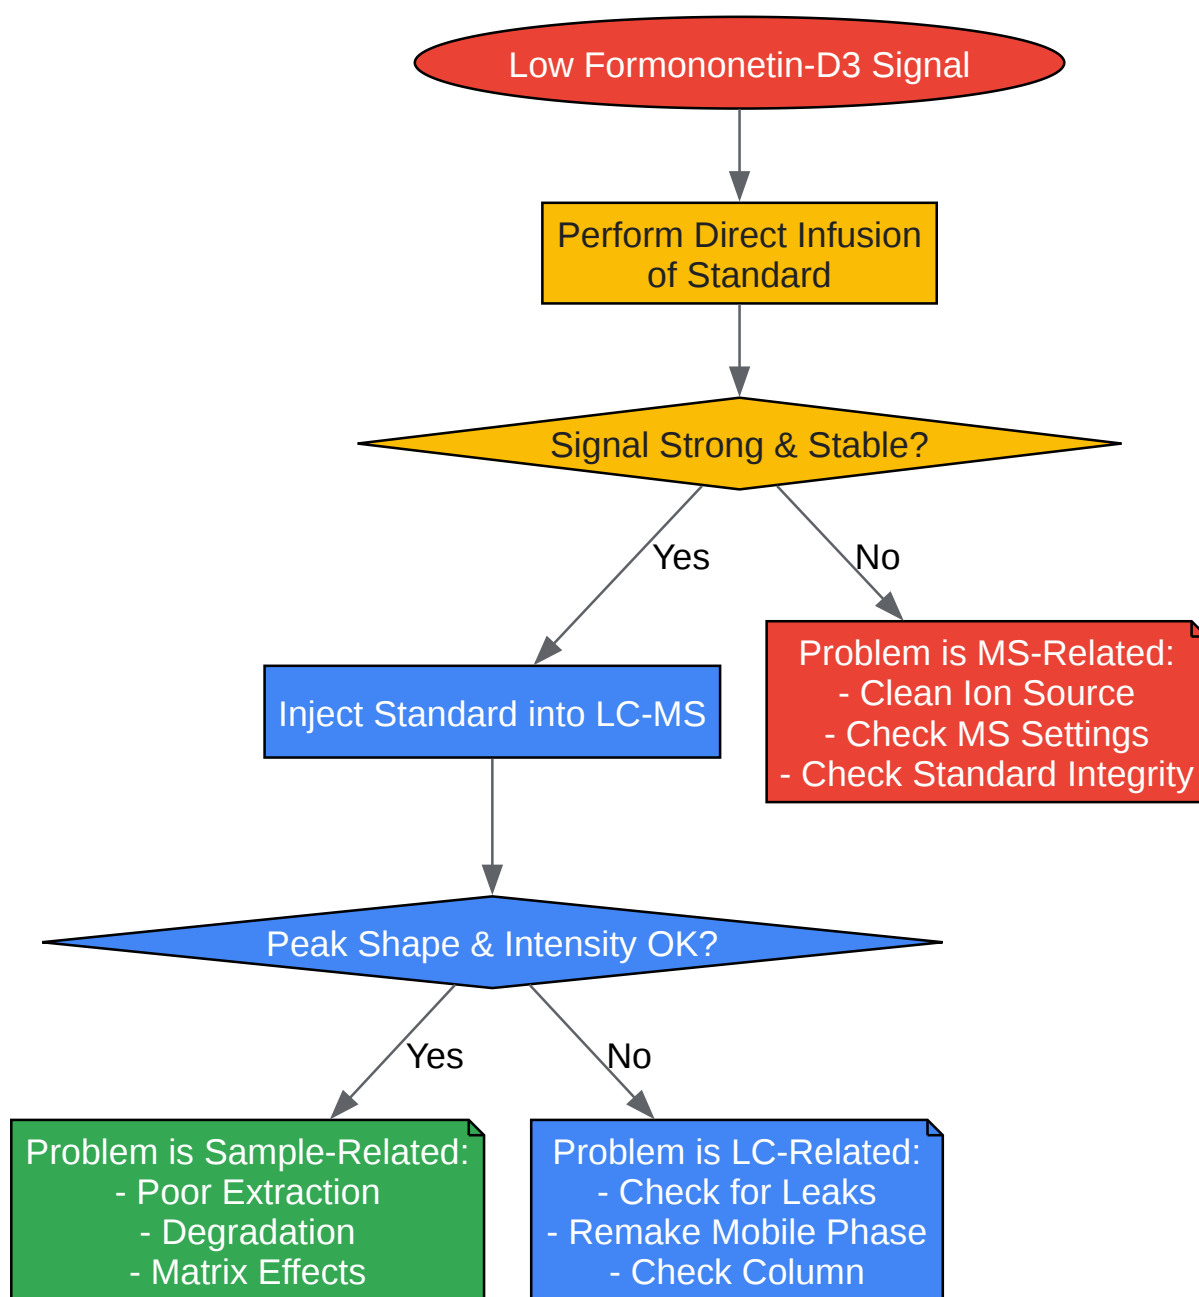 Low Formononetin-D3 Signal
Perform Direct Infusion
of Standard
Signal Strong & Stable?
Yes
No
Problem is MS-Related:
- Clean Ion Source
- Check MS Settings
- Check Standard Integrity
Inject Standard into LC-MS
Peak Shape & Intensity OK?
Yes
No
Problem is Sample-Related:
- Poor Extraction
- Degradation
- Matrix Effects
Problem is LC-Related:
- Check for Leaks
- Remake Mobile Phase
- Check Column